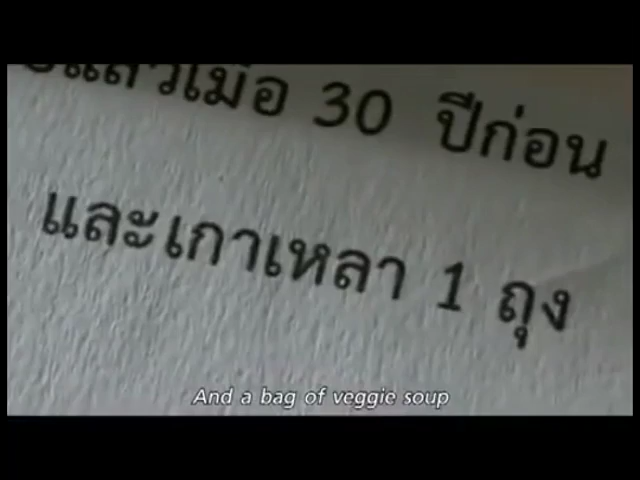 แล้วเมื่อ 30 ปีก่อน
และเกาเหลา 1 ถุง
And a bag of veggie soup